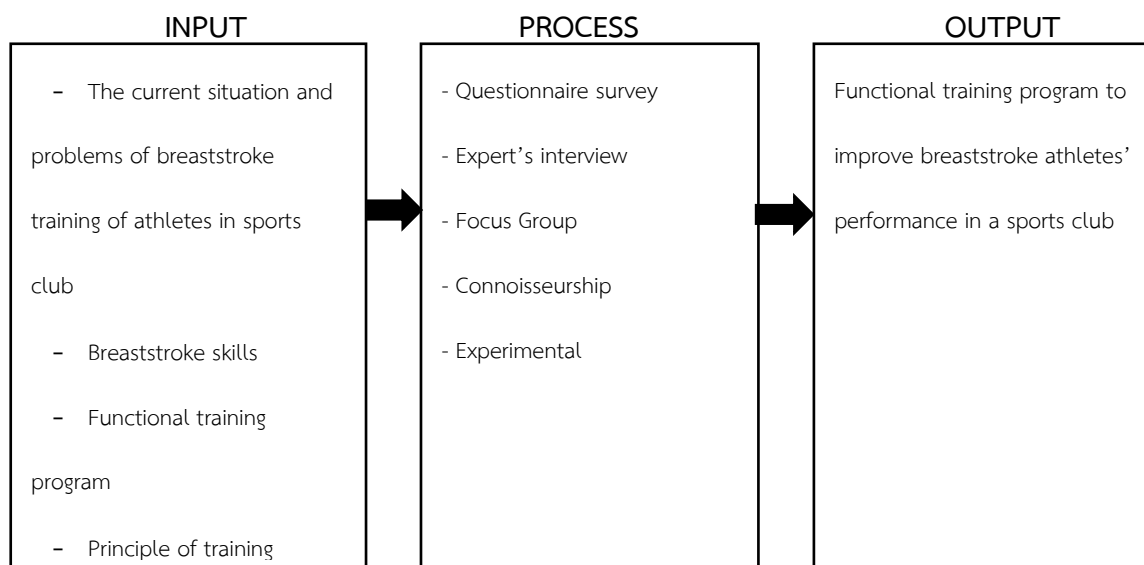 INPUT
- The current situation and
problems of breaststroke
training of athletes in sports
club
- Breaststroke skills
- Functional training
program
- Principle of training
PROCESS
- Questionnaire survey
- Expert's interview
- Focus Group
- Connoisseurship
- Experimental
OUTPUT
Functional training program to
improve breaststroke athletes'
performance in a sports club